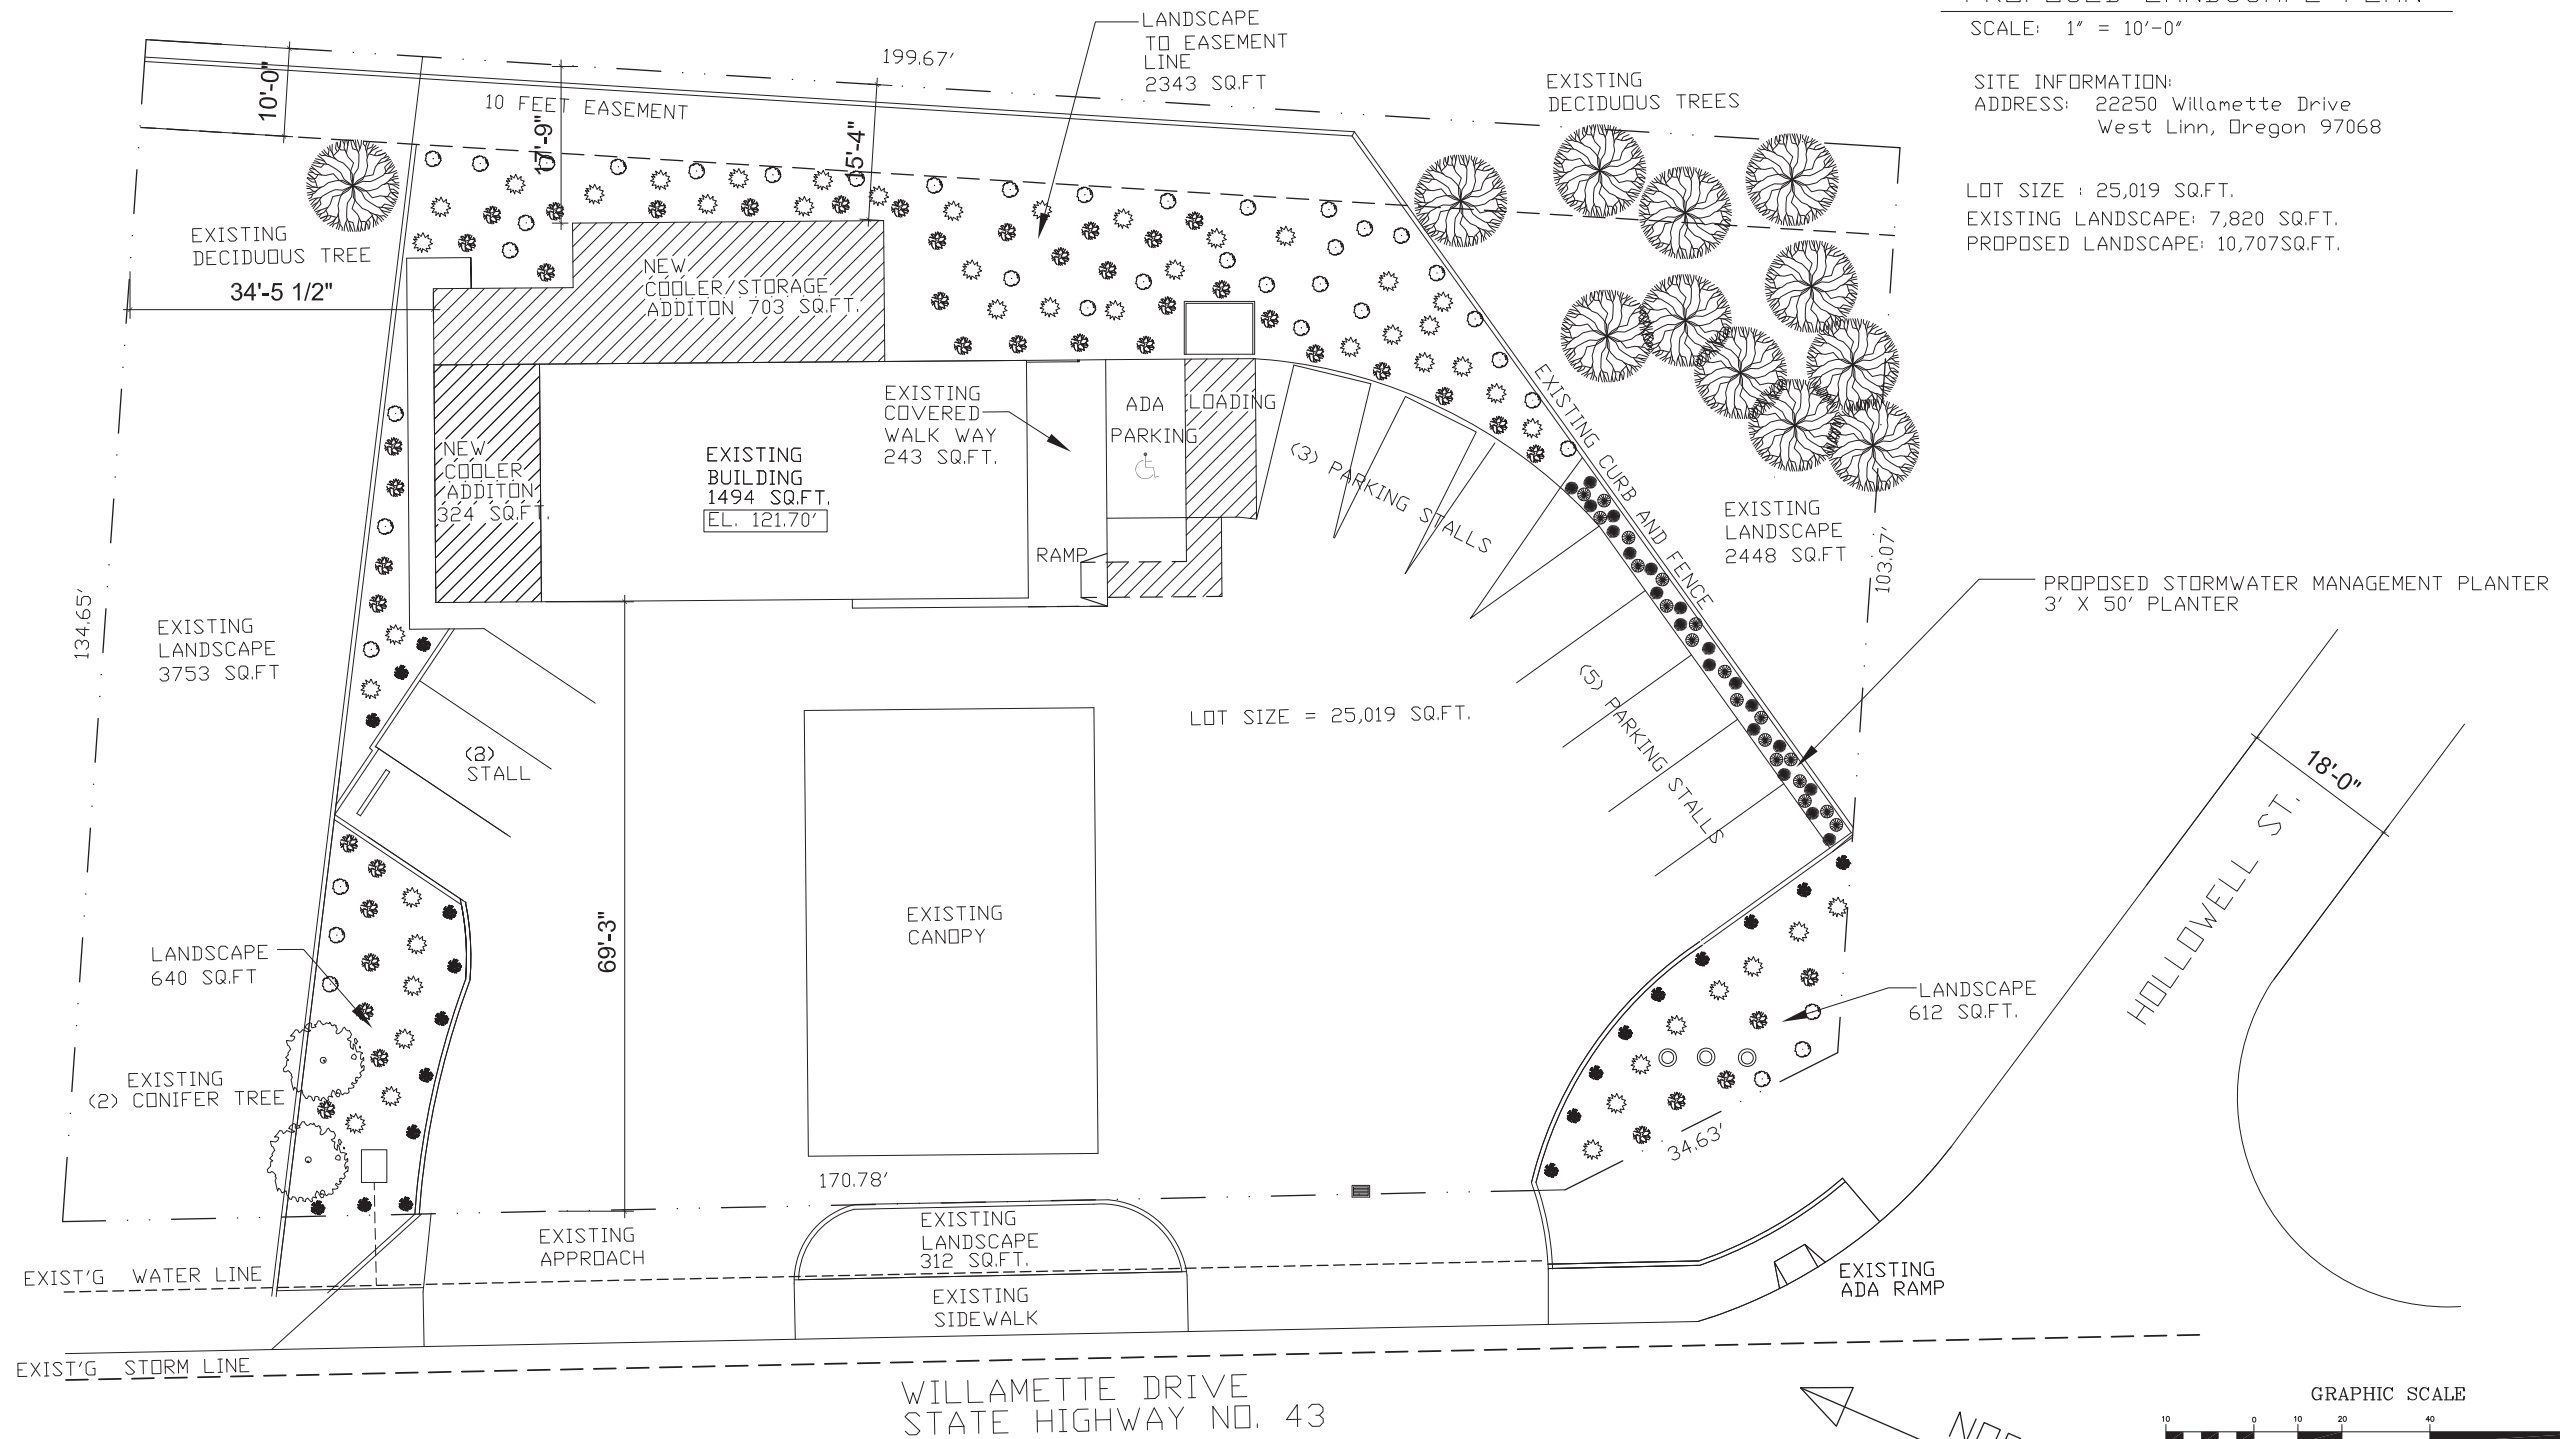 PROPOSED LANDSCAPE PLAN
SCALE: 1" = 10'-0"
SITE INFORMATION:
ADDRESS: 22250 Willamette Drive
West Linn, Oregon 97068
LOT SIZE : 25,019 SQ.FT.
EXISTING LANDSCAPE: 7,820 SQ.FT.
PROPOSED LANDSCAPE: 10,707SQ.FT.
LANDSCAPE
TO EASEMENT
LINE
2343 SQ.FT
199.67'
10'-0"
10 FEET EASEMENT
17'-9"
15'-4"
EXISTING
DECIDUOUS TREES
EXISTING
DECIDUOUS TREE
34'-5 1/2"
NEW
COOLER/STORAGE
ADDITON 703 SQ.FT.
NEW
COOLER
ADDITON
324 SQ.FT.
EXISTING
BUILDING
1494 SQ.FT.
EL. 121.70'
EXISTING
COVERED
WALK WAY
243 SQ.FT.
ADA
PARKING
LOADING
RAMP
(3) PARKING STALLS
EXISTING CURB AND FENCE
EXISTING
LANDSCAPE
2448 SQ.FT
103.07'
PROPOSED STORMWATER MANAGEMENT PLANTER
3' X 50' PLANTER
134.65'
EXISTING
LANDSCAPE
3753 SQ.FT
STALL
LOT SIZE = 25,019 SQ.FT.
(5) PARKING STALLS
18'-0"
HOLLOWELL ST.
69'-3"
EXISTING
CANOPY
LANDSCAPE
640 SQ.FT
EXISTING
(2) CONIFER TREE
LANDSCAPE
612 SQ.FT.
34.63'
170.78'
EXISTING
APPROACH
EXISTING
LANDSCAPE
312 SQ.FT.
EXISTING
SIDEWALK
EXIST'G WATER LINE
EXISTING
ADA RAMP
EXIST'G STORM LINE
WILLAMETTE DRIVE
STATE HIGHWAY NO. 43
GRAPHIC SCALE
10 0 10 20 40